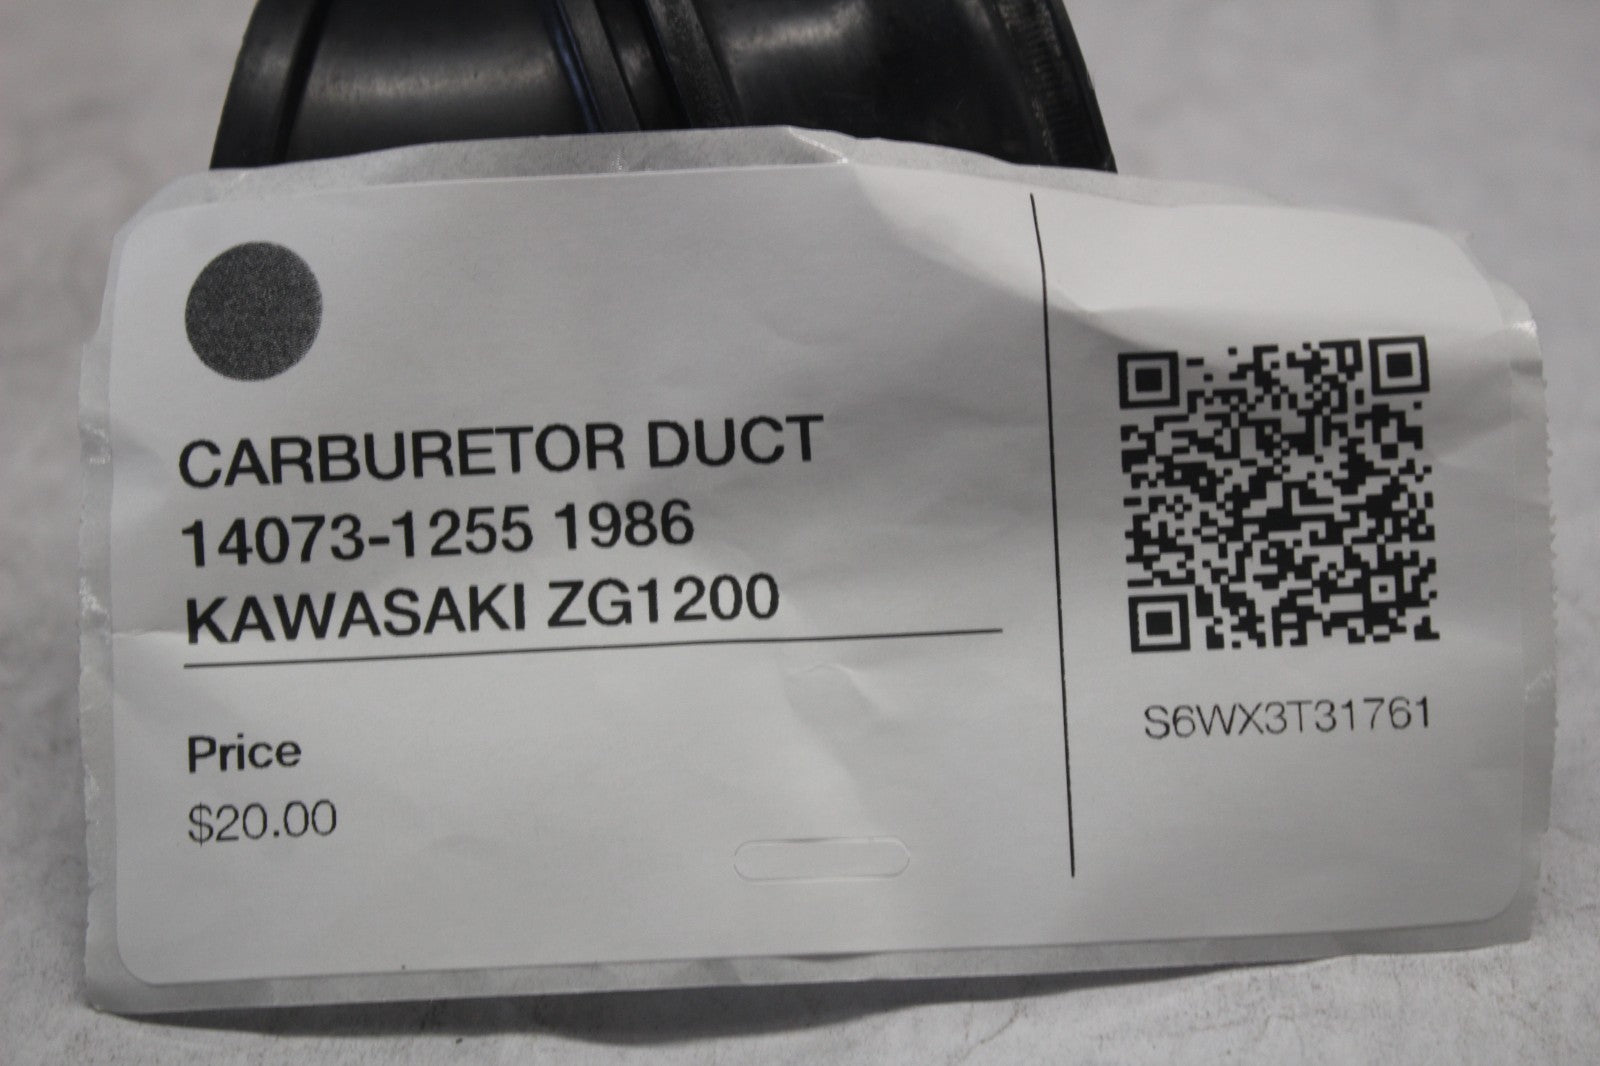 CARBURETOR DUCT
14073-1255 1986
KAWASAKI ZG1200
Price
$20.00
S6WX3T31761